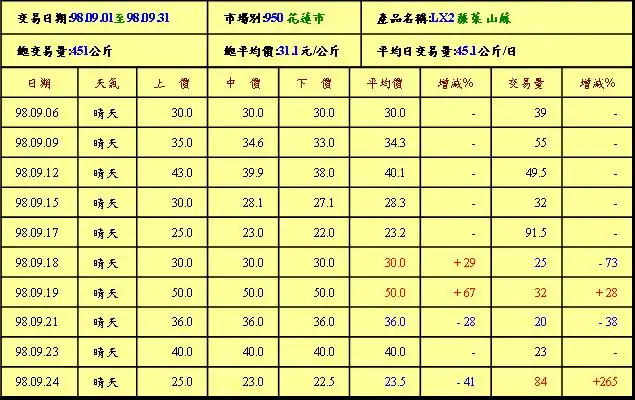 交易日期:98.09.01至98.09.31 市場別:950 花蓮市 產品名稱:LX2 藤菜 山蘇
總交易量:451公斤 總平均價:31.1元/公斤 平均日交易量:45.1公斤/日
日期 天氣 上 價 中 價 下 價 平均價 增減% 交易量 增減%
98.09.06 晴天 30.0 30.0 30.0 30.0 - 39 -
98.09.09 晴天 35.0 34.6 33.0 34.3 - 55 -
98.09.12 晴天 43.0 39.9 38.0 40.1 - 49.5 -
98.09.15 晴天 30.0 28.1 27.1 28.3 - 32 -
98.09.17 晴天 25.0 23.0 22.0 23.2 - 91.5 -
98.09.18 晴天 30.0 30.0 30.0 30.0 +29 25 -73
98.09.19 晴天 50.0 50.0 50.0 50.0 +67 32 +28
98.09.21 晴天 36.0 36.0 36.0 36.0 -28 20 -38
98.09.23 晴天 40.0 40.0 40.0 40.0 - 23 -
98.09.24 晴天 25.0 23.0 22.5 23.5 -41 84 +265